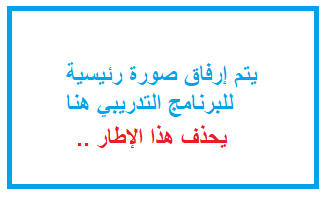 يتم إرفاق صورة رئيسية
للبرنامج التدريبي هنا
يحذف هذا الإطار ..